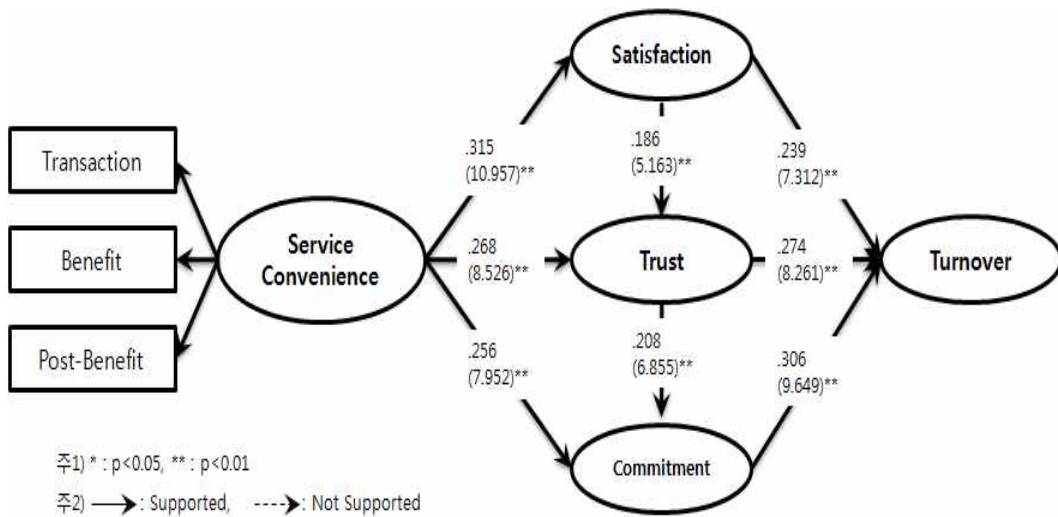 Satisfaction
.315
(10.957)**
.186
(5.163)**
.239
(7.312)**
Transaction
Benefit
Post-Benefit
Service
Convenience
.268
(8.526)**
Trust
.274
(8.261)**
Turnover
.256
(7.952)**
.208
(6.855)**
.306
(9.649)**
Commitment
주1) * : p<0.05, ** : p<0.01
주2) : Supported, : Not Supported